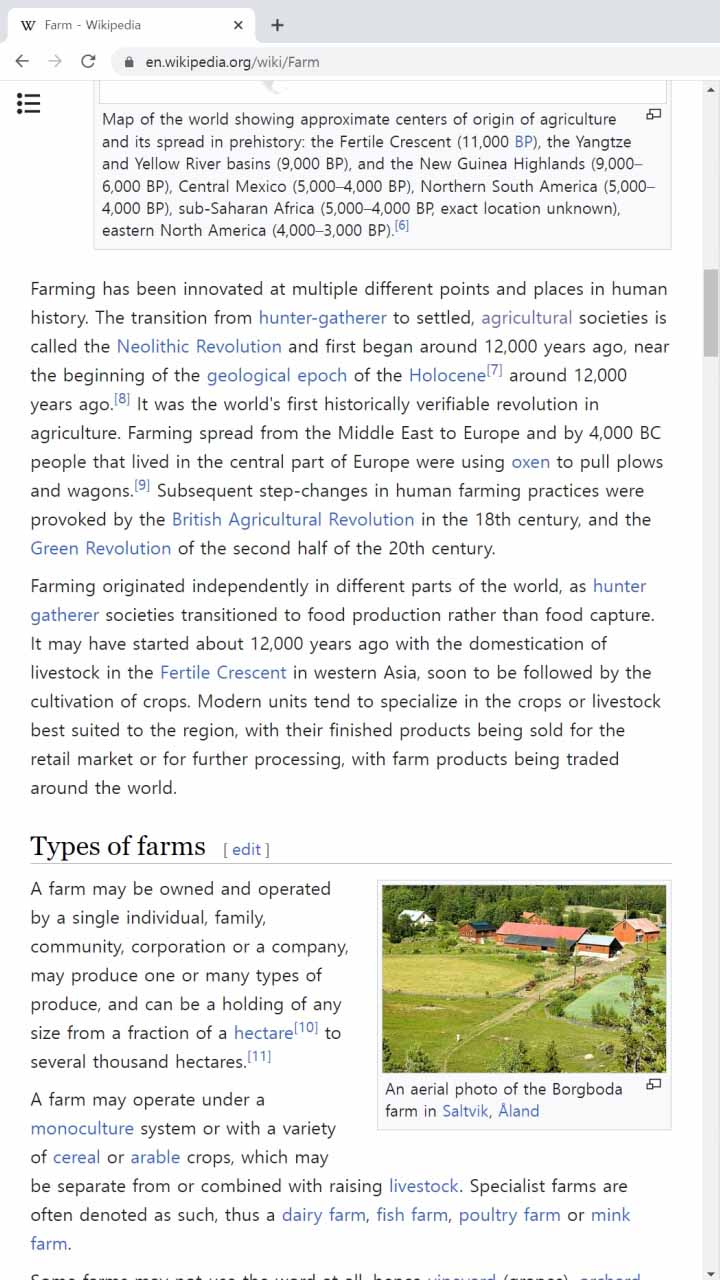 Farm - Wikipedia
en.wikipedia.org/wiki/Farm
Map of the world showing approximate centers of origin of agriculture
and its spread in prehistory: the Fertile Crescent (11,000 BP), the Yangtze
and Yellow River basins (9,000 BP), and the New Guinea Highlands (9,000–
6,000 BP), Central Mexico (5,000–4,000 BP), Northern South America (5,000–
4,000 BP), sub-Saharan Africa (5,000–4,000 BP, exact location unknown),
eastern North America (4,000–3,000 BP).[6]
Farming has been innovated at multiple different points and places in human
history. The transition from hunter-gatherer to settled, agricultural societies is
called the Neolithic Revolution and first began around 12,000 years ago, near
the beginning of the geological epoch of the Holocene[7] around 12,000
years ago.[8] It was the world's first historically verifiable revolution in
agriculture. Farming spread from the Middle East to Europe and by 4,000 BC
people that lived in the central part of Europe were using oxen to pull plows
and wagons.[9] Subsequent step-changes in human farming practices were
provoked by the British Agricultural Revolution in the 18th century, and the
Green Revolution of the second half of the 20th century.
Farming originated independently in different parts of the world, as hunter
gatherer societies transitioned to food production rather than food capture.
It may have started about 12,000 years ago with the domestication of
livestock in the Fertile Crescent in western Asia, soon to be followed by the
cultivation of crops. Modern units tend to specialize in the crops or livestock
best suited to the region, with their finished products being sold for the
retail market or for further processing, with farm products being traded
around the world.
Types of farms [ edit ]
A farm may be owned and operated
by a single individual, family,
community, corporation or a company,
may produce one or many types of
produce, and can be a holding of any
size from a fraction of a hectare[10] to
several thousand hectares.[11]
An aerial photo of the Borgboda
farm in Saltvik, Åland
A farm may operate under a
monoculture system or with a variety
of cereal or arable crops, which may
be separate from or combined with raising livestock. Specialist farms are
often denoted as such, thus a dairy farm, fish farm, poultry farm or mink
farm.
Some farms may not use the word at all, hence vineyard (grapes), orchard